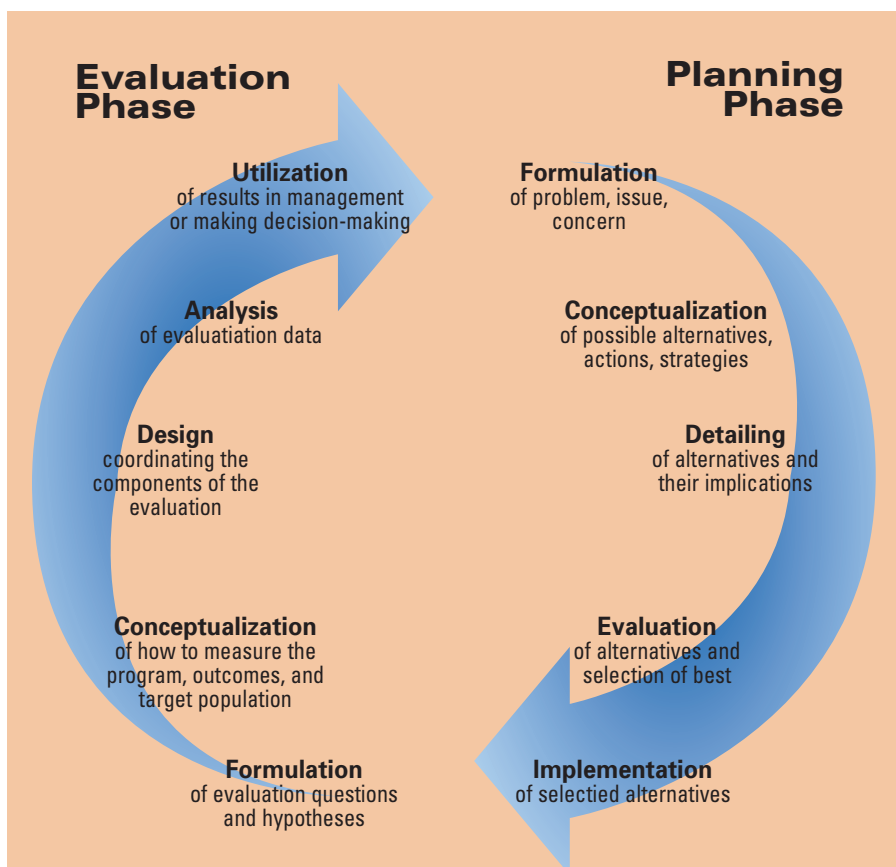 Evaluation
Phase
Planning
Phase
Utilization
of results in management
or making decision-making
Analysis
of evaluatiation data
Design
coordinating the
components of the
evaluation
Conceptualization
of how to measure the
program, outcomes, and
target population
Formulation
of evaluation questions
and hypotheses
Formulation
of problem, issue,
concern
Conceptualization
of possible alternatives,
actions, strategies
Detailing
of alternatives and
their implications
Evaluation
of alternatives and
selection of best
Implementation
of selectied alternatives